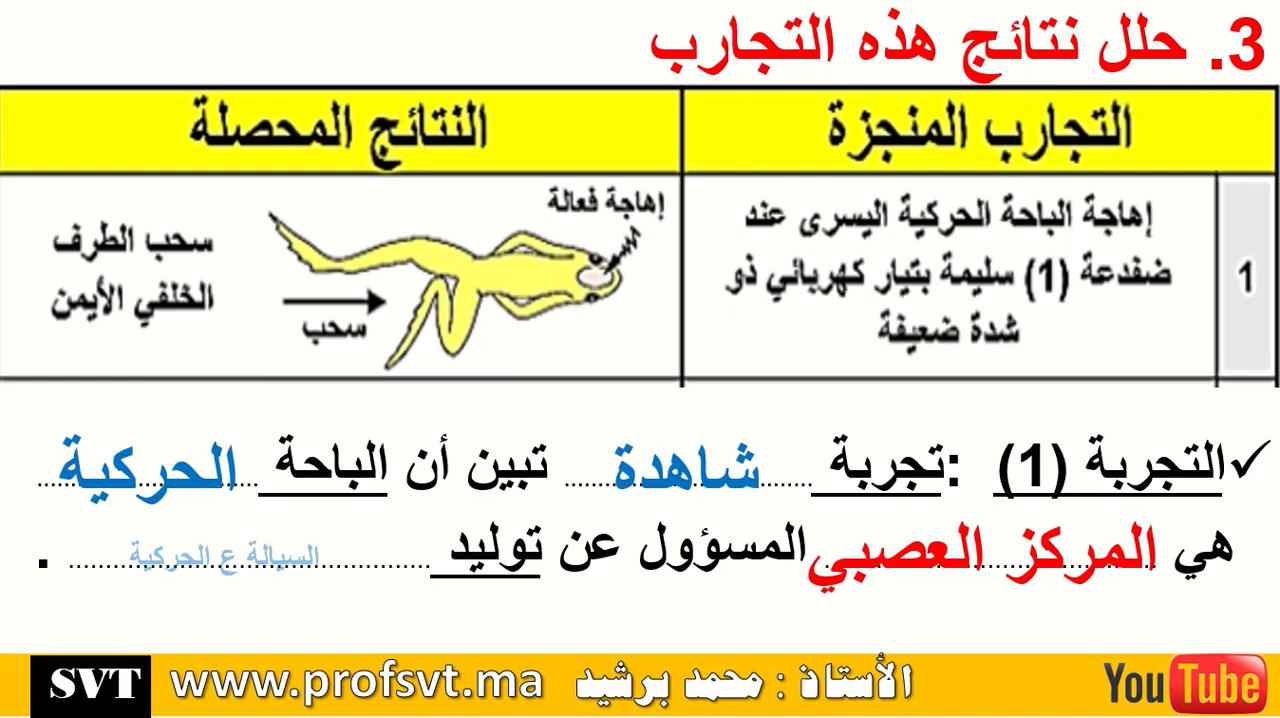 3. حلل نتائج هذه التجارب
التجارب المنجزة
النتائج المحصلة
1
إهاجة الباحة الحركية اليسرى عند
ضفدعة (1) سليمة بتيار كهربائي ذو
شدة ضعيفة
إهاجة فعالة
سحب
سحب الطرف
الخلفي الأيمن
✓التجربة (1) :تجربة شاهدة تبين أن الباحة الحركية
هي المركز العصبي المسؤول عن توليد السيالة ع الحركية .
SVT www.profsvt.ma الأستاذ : محمد برشيد YouTube